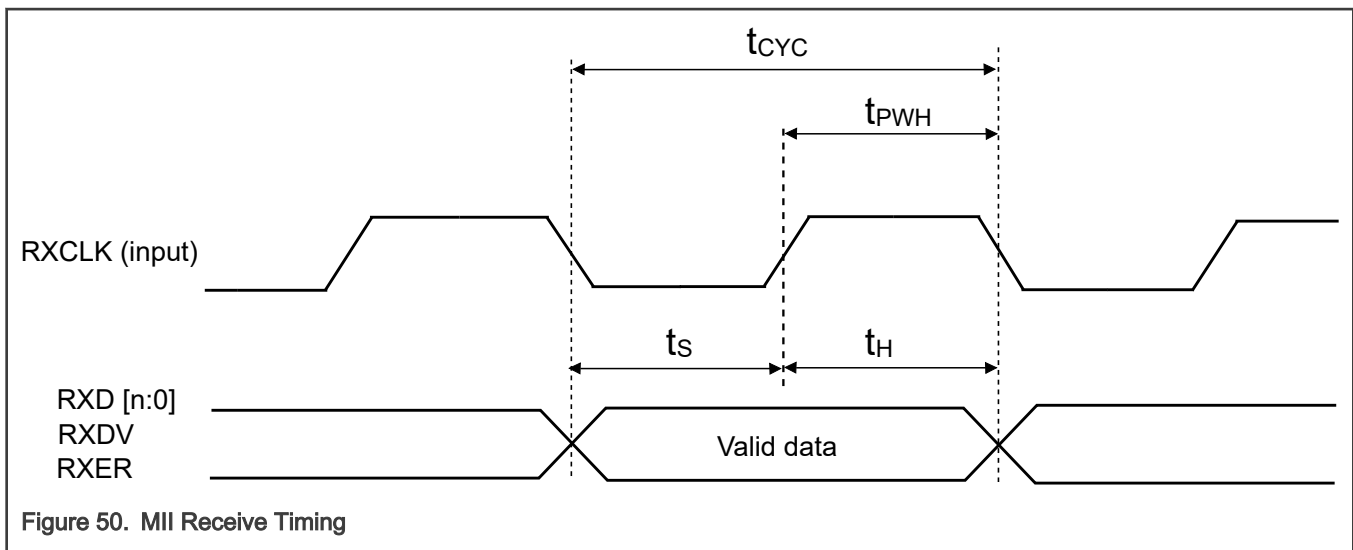 tCYC
tPWH
RXCLK (input)
tS
tH
RXD [n:0]
RXDV
Valid data
RXER
Figure 50. MII Receive Timing